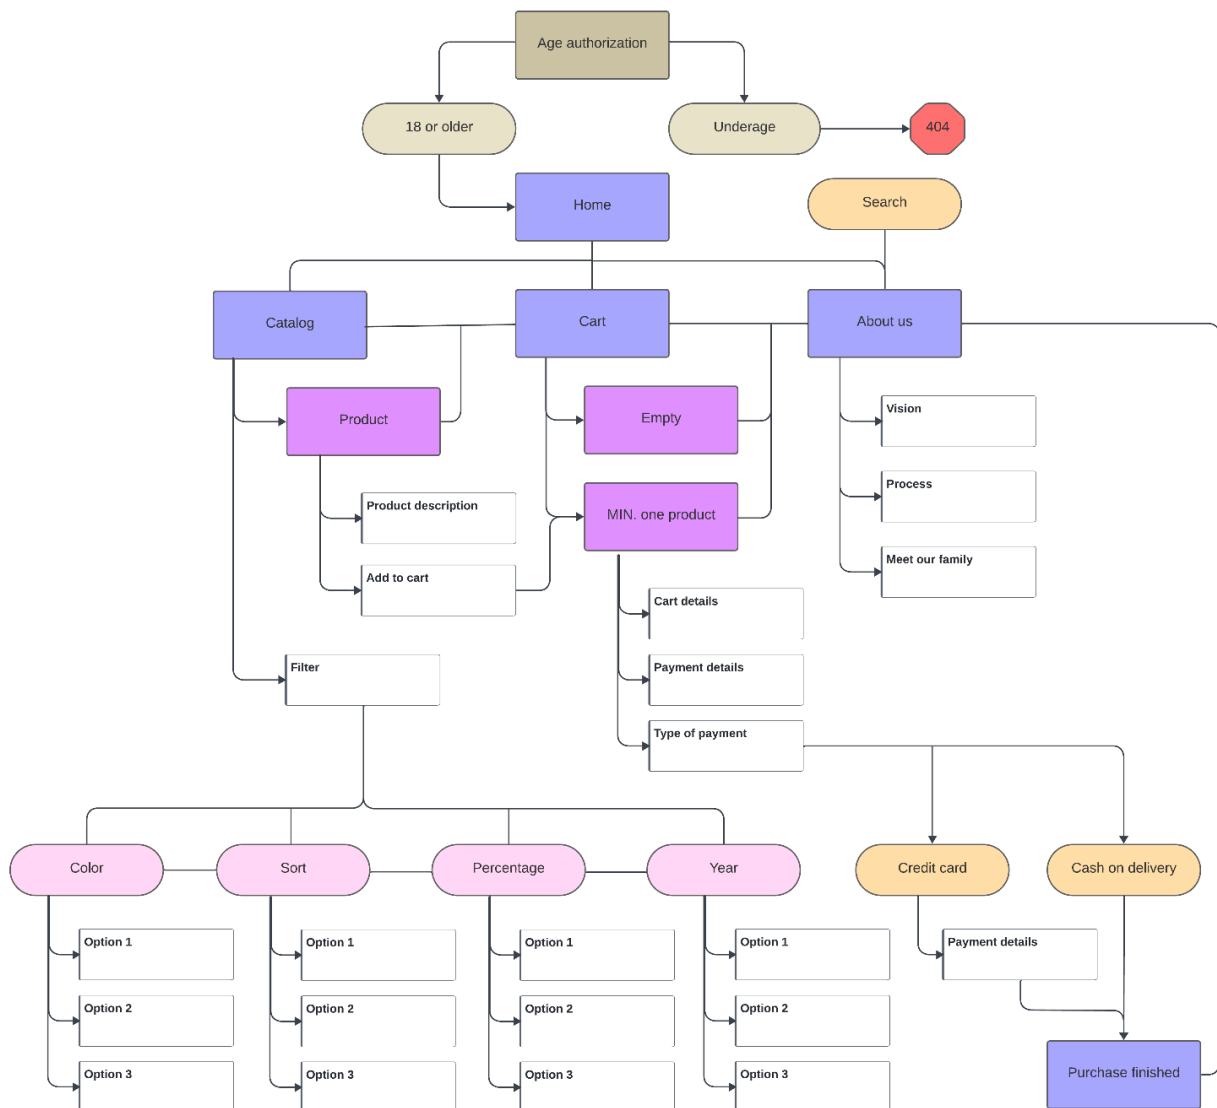 Age authorization
18 or older
Underage
404
Home
Search
Catalog
Cart
About us
Product
Empty
Vision
Product description
MIN. one product
Process
Add to cart
Meet our family
Cart details
Filter
Payment details
Type of payment
Color
Sort
Percentage
Year
Credit card
Cash on delivery
Option 1
Option 1
Option 1
Option 1
Payment details
Option 2
Option 2
Option 2
Option 2
Option 3
Option 3
Option 3
Option 3
Purchase finished